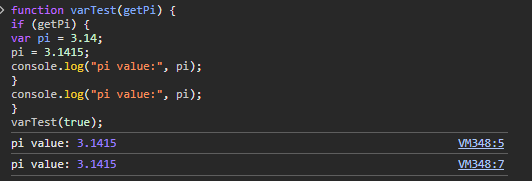 function varTest(getPi) {
if (getPi) {
var pi = 3.14;
pi = 3.1415;
console.log("pi value:", pi);
}
console.log("pi value:", pi);
}
varTest(true);
pi value: 3.1415 VM348:5
pi value: 3.1415 VM348:7